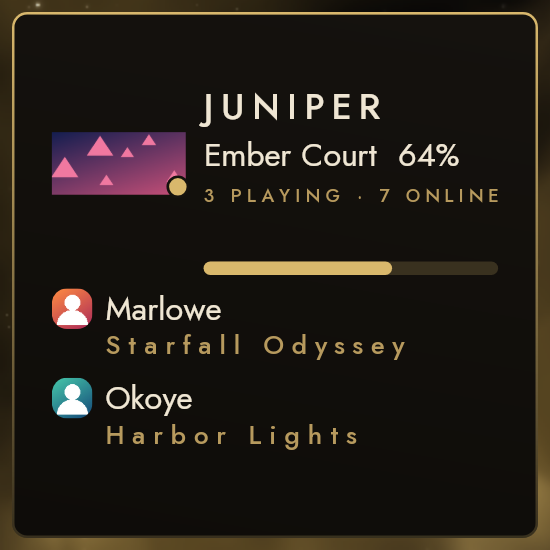 JUNIPER
Ember Court 64%
3 PLAYING · 7 ONLINE
Marlowe
Starfall Odyssey
Okoye
Harbor Lights